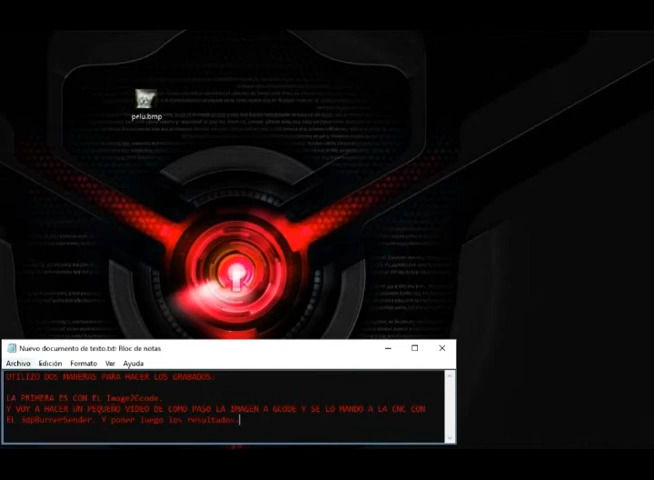 pelu.bmp
Nuevo documento de texto.txt: Bloc de notas
Archivo Edición Formato Ver Ayuda
UTILIZO DOS MANERAS PARA HACER LOS GRABADOS:
LA PRIMERA ES CON EL Image2Gcode.
Y VOY A HACER UN PEQUEÑO VIDEO DE COMO PASO LA IMAGEN A GCODE Y SE LO MANDO A LA CNC CON
EL 3dpBurnerSender. Y poner luego los resultados.